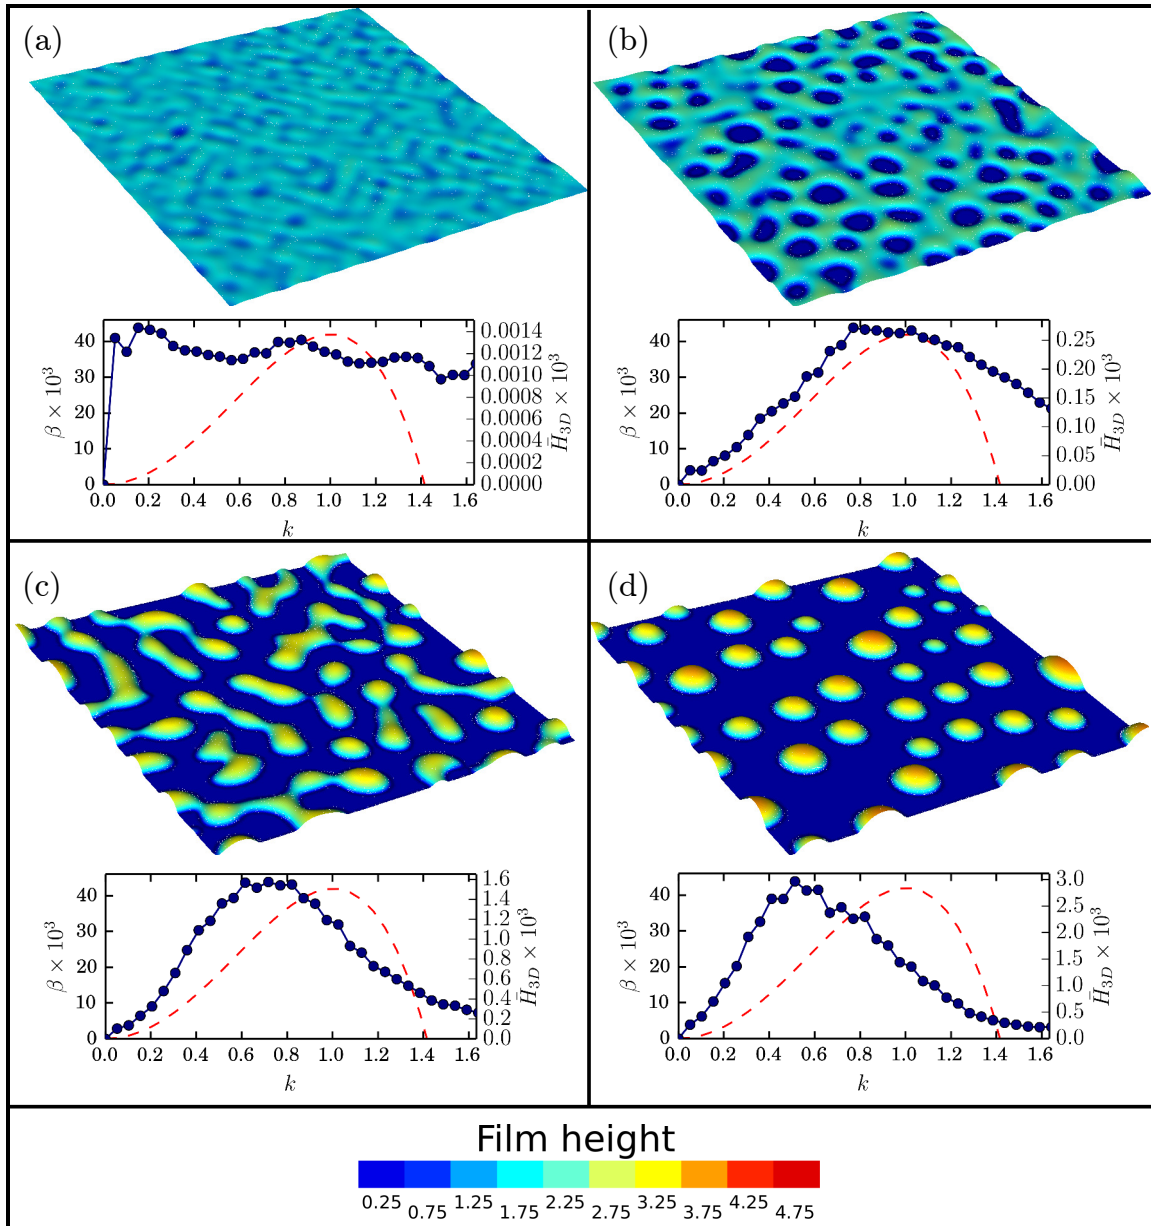 (a)
(b)
40
30
20
10
0
β × 10³
0.0014
0.0012
0.0010
0.0008
0.0006
0.0004
0.0002
0.0000
H̄₃D × 10³
0.0 0.2 0.4 0.6 0.8 1.0 1.2 1.4 1.6
k
40
30
20
10
0
β × 10³
0.25
0.20
0.15
0.10
0.05
0.00
H̄₃D × 10³
0.0 0.2 0.4 0.6 0.8 1.0 1.2 1.4 1.6
k
(c)
(d)
40
30
20
10
0
β × 10³
1.6
1.4
1.2
1.0
0.8
0.6
0.4
0.2
0.0
H̄₃D × 10³
0.0 0.2 0.4 0.6 0.8 1.0 1.2 1.4 1.6
k
40
30
20
10
0
β × 10³
3.0
2.5
2.0
1.5
1.0
0.5
0.0
H̄₃D × 10³
0.0 0.2 0.4 0.6 0.8 1.0 1.2 1.4 1.6
k
Film height
0.25 1.25 2.25 3.25 4.25
0.75 1.75 2.75 3.75 4.75